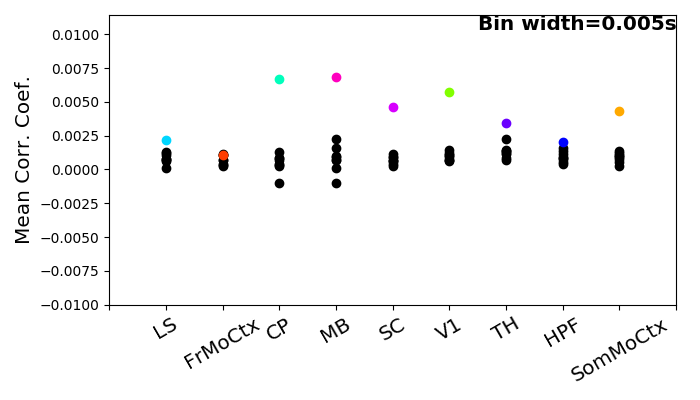 Bin width=0.005s
Mean Corr. Coef.
0.0100
0.0075
0.0050
0.0025
0.0000
−0.0025
−0.0050
−0.0075
−0.0100
LS
FrMoCtx
CP
MB
SC
V1
TH
HPF
SomMoCtx